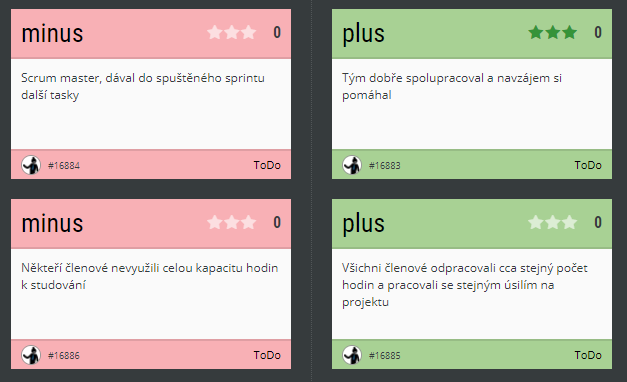 minus 0
Scrum master, dával do spuštěného sprintu
další tasky
#16884 ToDo
plus 0
Tým dobře spolupracoval a navzájem si
pomáhal
#16883 ToDo
minus 0
Někteří členové nevyužili celou kapacitu hodin
k studování
#16886 ToDo
plus 0
Všichni členové odpracovali cca stejný počet
hodin a pracovali se stejným úsilím na
projektu
#16885 ToDo